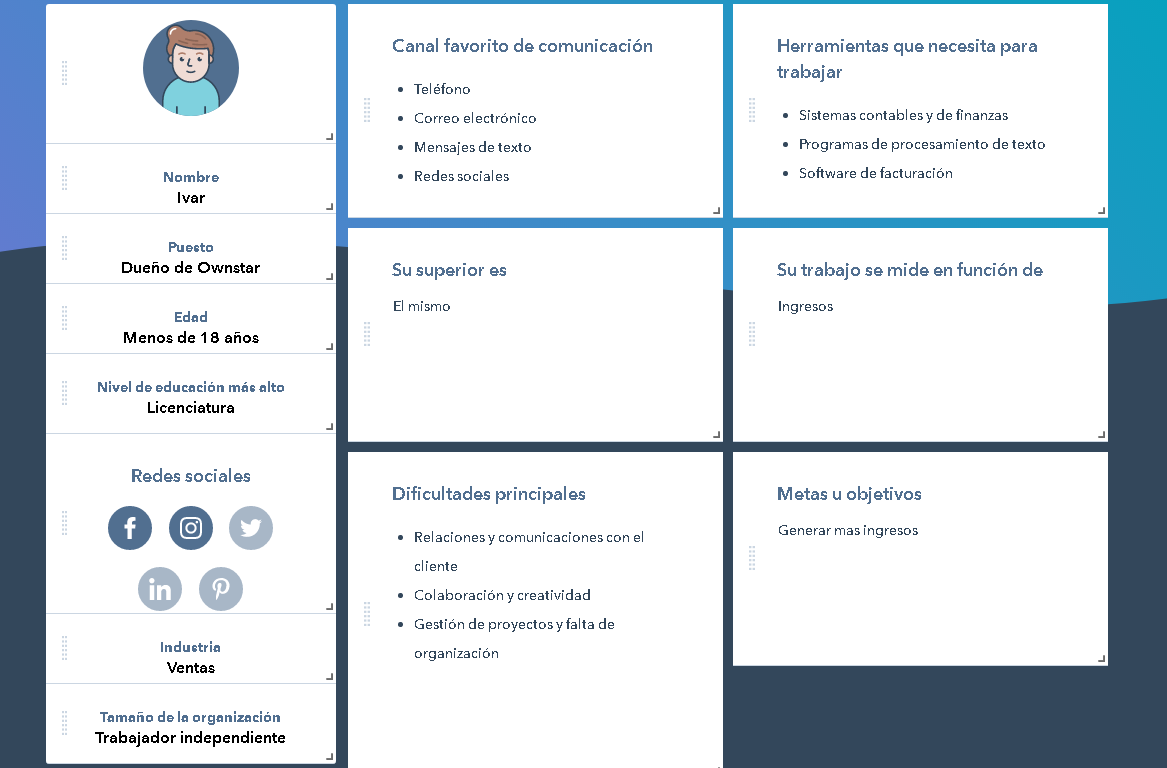 Nombre
Ivar
Puesto
Dueño de Ownstar
Edad
Menos de 18 años
Nivel de educación más alto
Licenciatura
Redes sociales
f
in
Industria
Ventas
Tamaño de la organización
Trabajador independiente
Canal favorito de comunicación
Teléfono
Correo electrónico
Mensajes de texto
Redes sociales
Herramientas que necesita para
trabajar
Sistemas contables y de finanzas
Programas de procesamiento de texto
Software de facturación
Su superior es
El mismo
Su trabajo se mide en función de
Ingresos
Dificultades principales
Relaciones y comunicaciones con el
cliente
Colaboración y creatividad
Gestión de proyectos y falta de
organización
Metas u objetivos
Generar mas ingresos